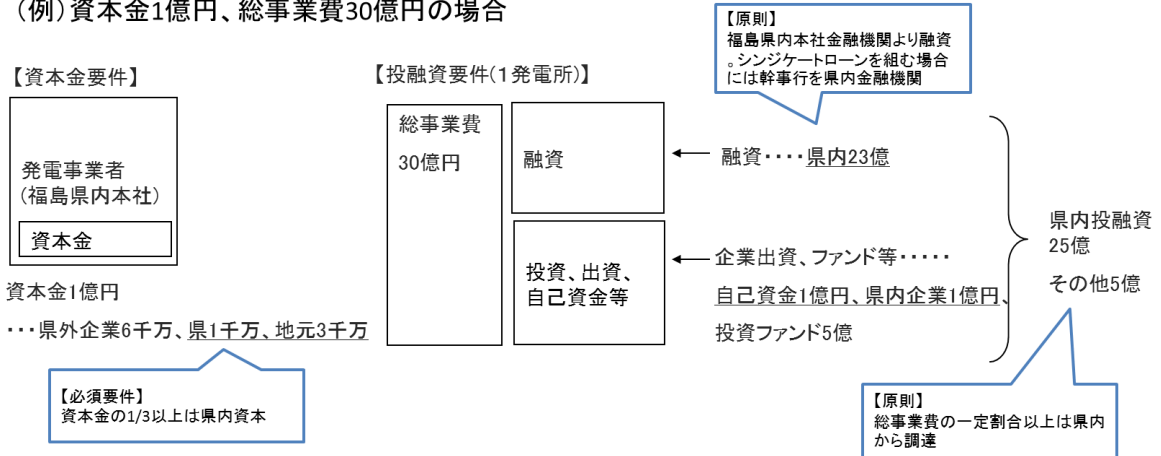 (例)資本金1億円、総事業費30億円の場合
【原則】
福島県内本社金融機関より融資
。シンジケートローンを組む場合
には幹事行を県内金融機関
【資本金要件】
発電事業者
(福島県内本社)
資本金
資本金1億円
・・・県外企業6千万、県1千万、地元3千万
【必須要件】
資本金の1/3以上は県内資本
【投融資要件(1発電所)】
総事業費
30億円
融資
投資、出資、
自己資金等
融資・・・・県内23億
企業出資、ファンド等・・・・・
自己資金1億円、県内企業1億円、
投資ファンド5億
県内投融資
25億
その他5億
【原則】
総事業費の一定割合以上は県内
から調達